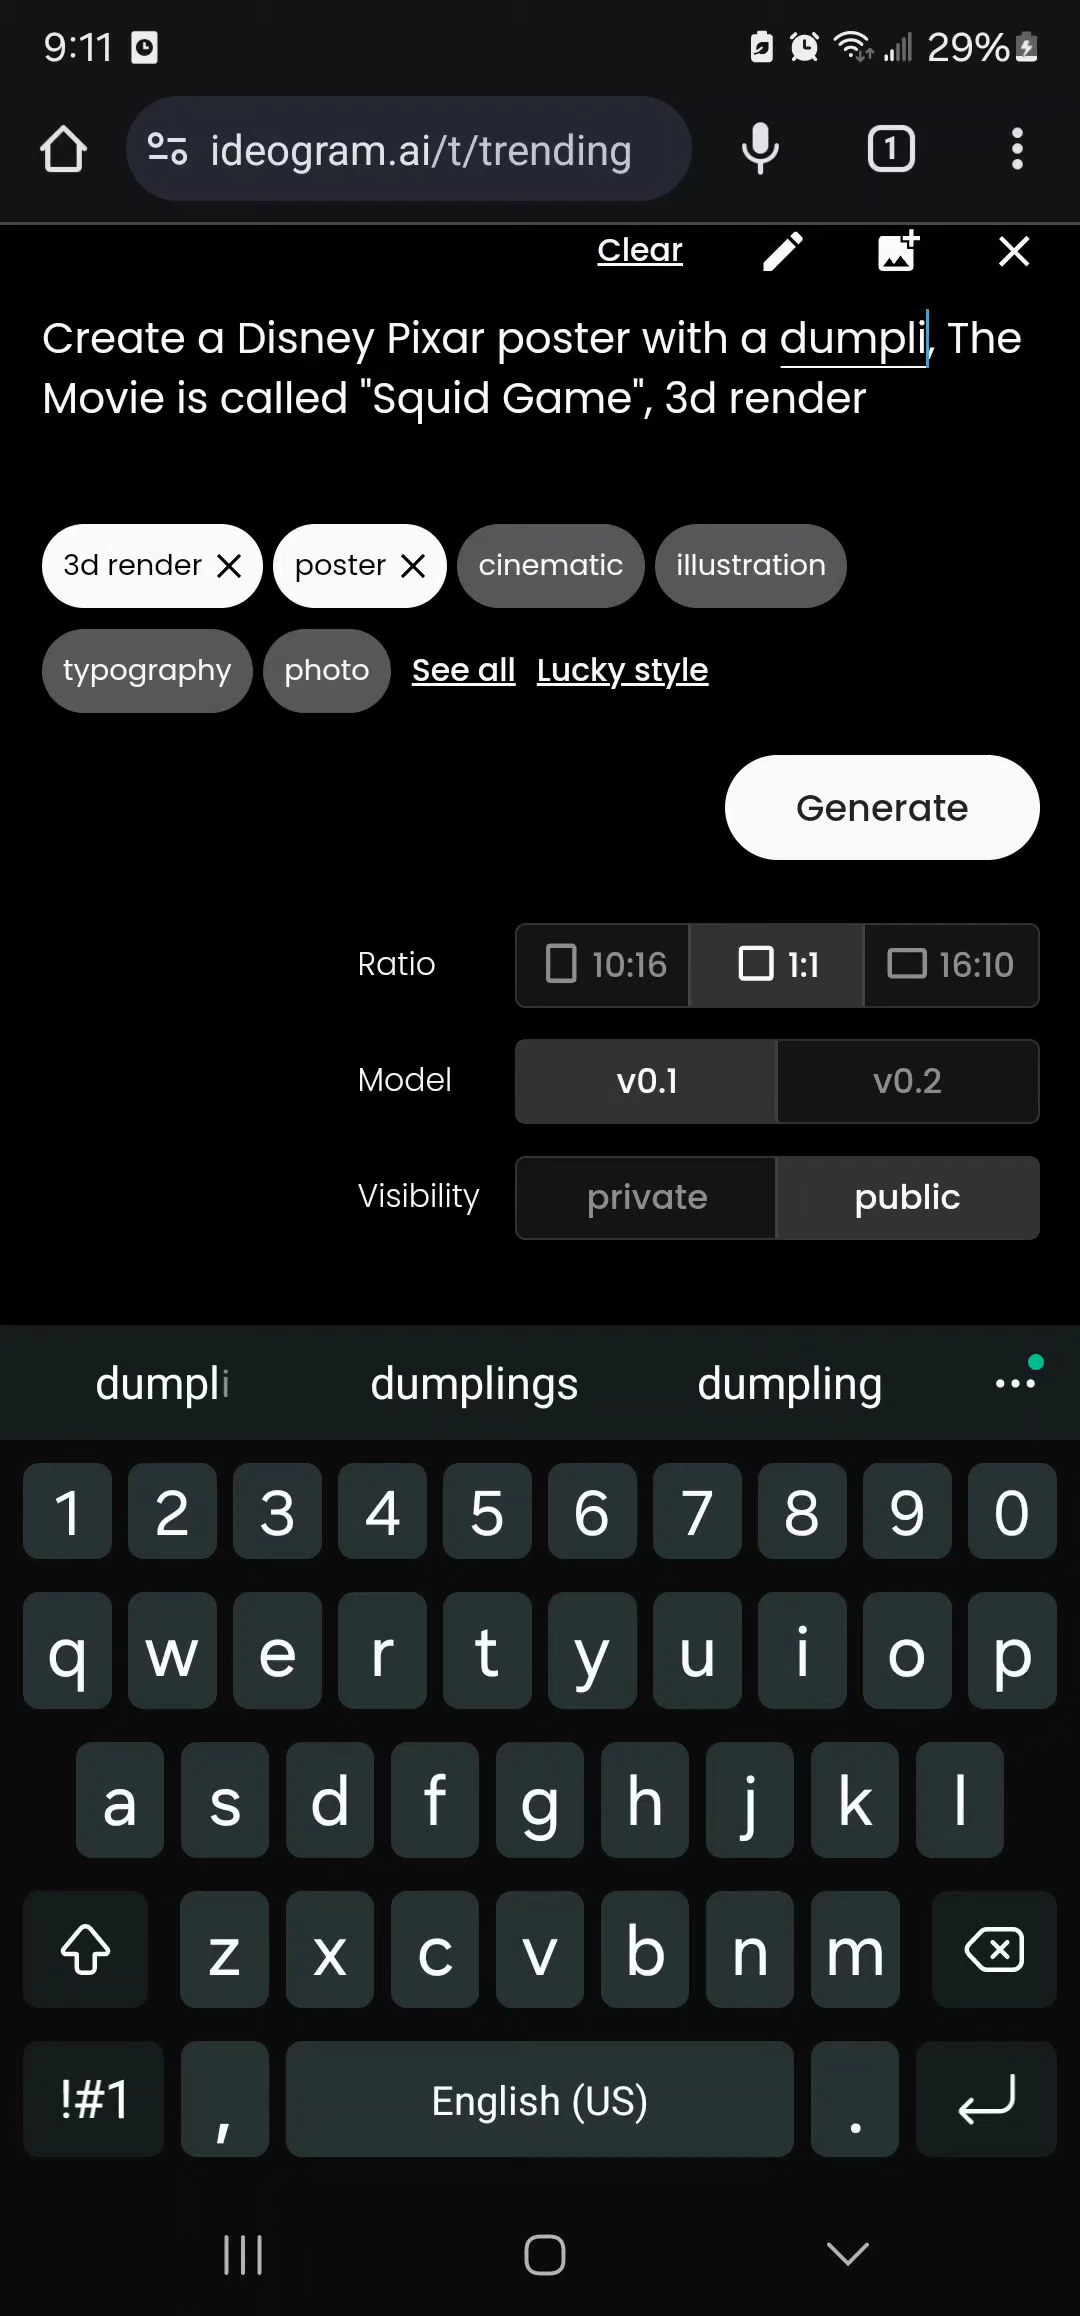 9:11
29%
ideogram.ai/t/trending
1
Clear
Create a Disney Pixar poster with a dumpli, The
Movie is called "Squid Game", 3d render
3d render poster cinematic illustration
typography photo See all Lucky style
Generate
Ratio 10:16 1:1 16:10
Model v0.1 v0.2
Visibility private public
dumpli dumplings dumpling
1 2 3 4 5 6 7 8 9 0
q w e r t y u i o p
a s d f g h j k l
z x c v b n m
!#1 , English (US) .